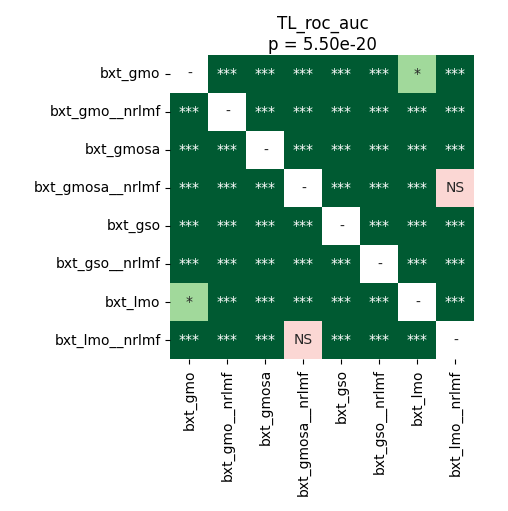 TL_roc_auc
p = 5.50e-20
bxt_gmo - *** *** *** *** *** * ***
bxt_gmo__nrlmf *** - *** *** *** *** *** ***
bxt_gmosa *** *** - *** *** *** *** ***
bxt_gmosa__nrlmf *** *** *** - *** *** *** NS
bxt_gso *** *** *** *** - *** *** ***
bxt_gso__nrlmf *** *** *** *** *** - *** ***
bxt_lmo * *** *** *** *** *** - ***
bxt_lmo__nrlmf *** *** *** NS *** *** *** -
bxt_gmo
bxt_gmo__nrlmf
bxt_gmosa
bxt_gmosa__nrlmf
bxt_gso
bxt_gso__nrlmf
bxt_lmo
bxt_lmo__nrlmf